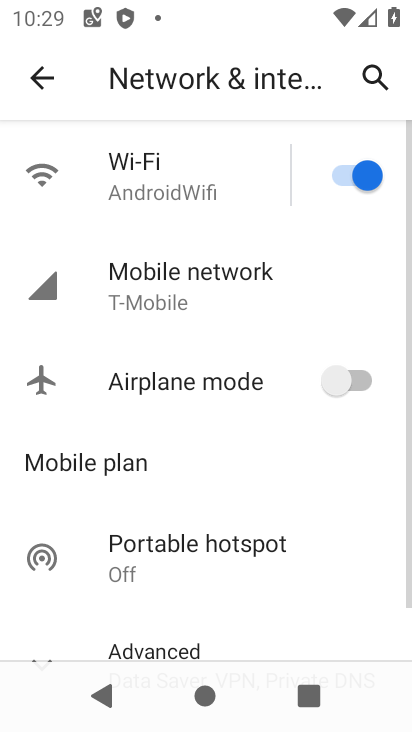 10:29
Network & inte…
Wi-Fi
AndroidWifi
Mobile network
T-Mobile
Airplane mode
Mobile plan
Portable hotspot
Off
Advanced
Data Saver, VPN, Private DNS